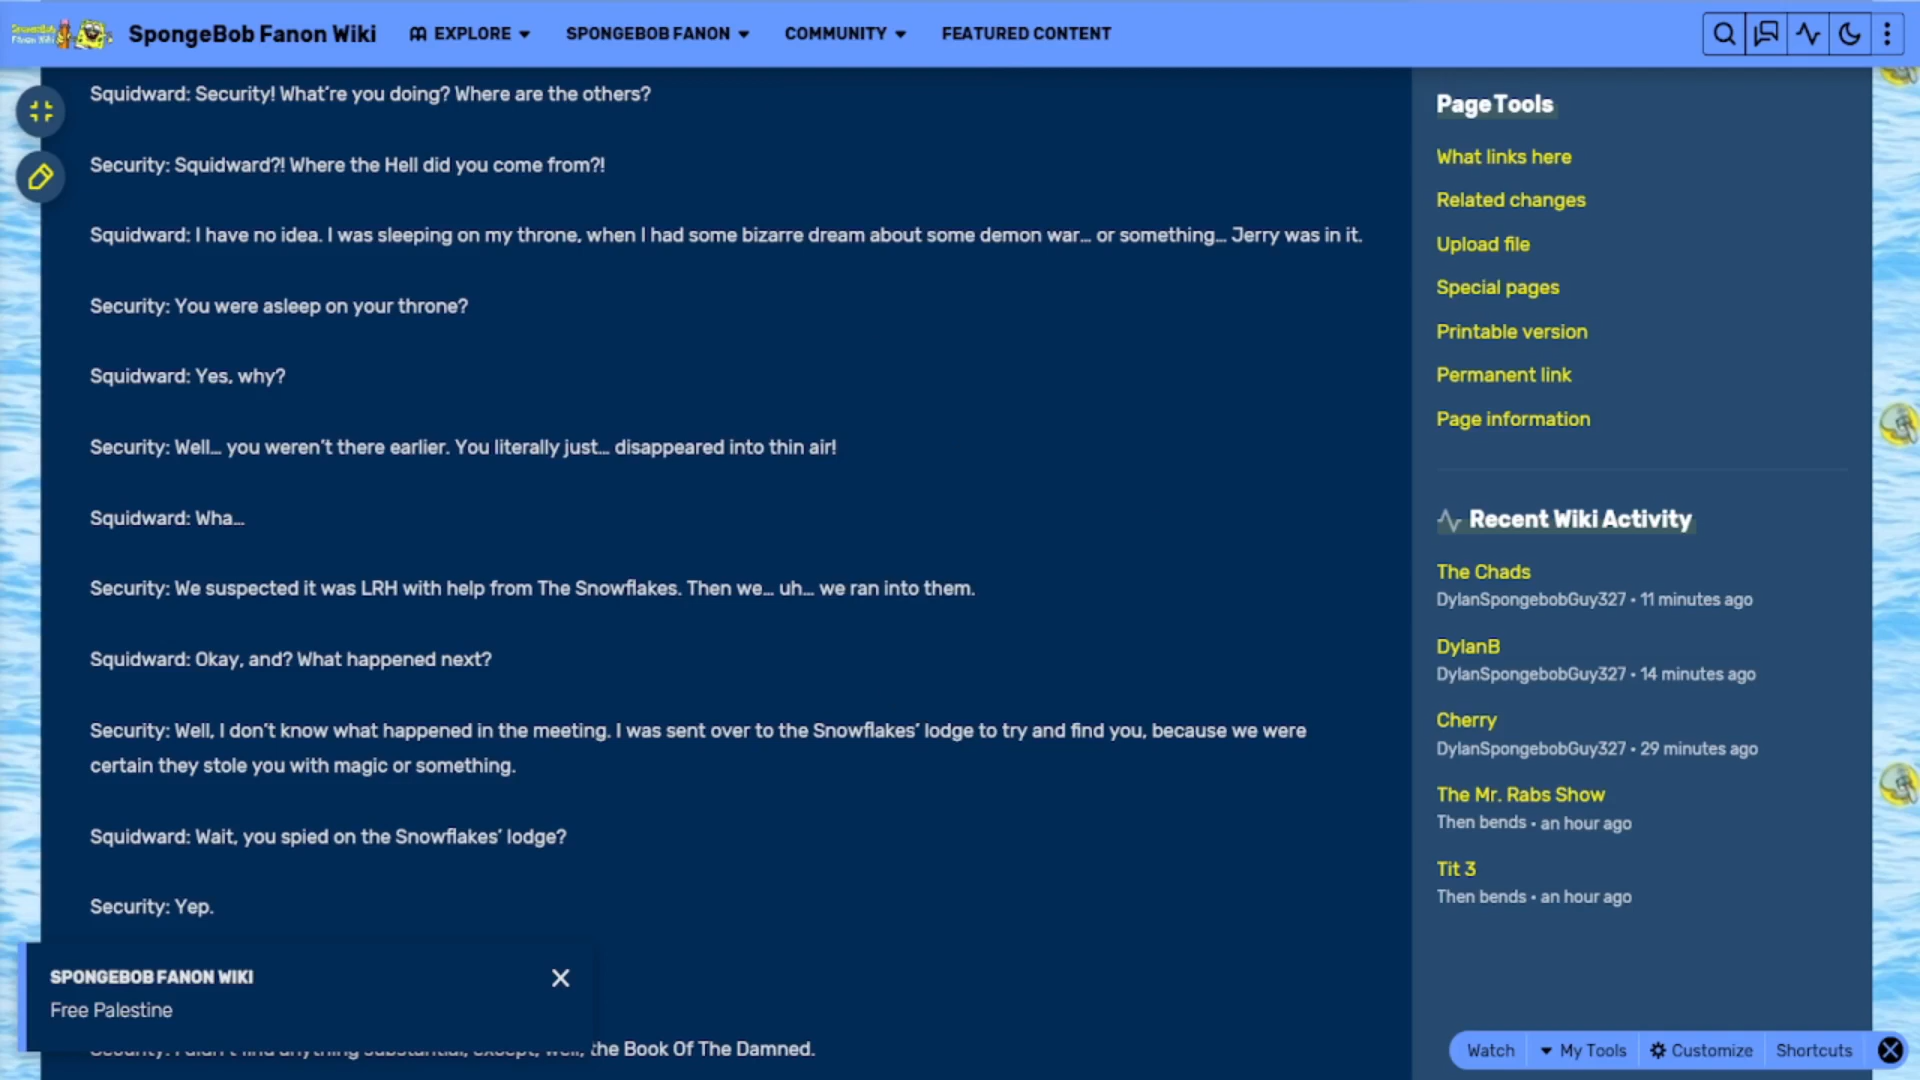 SpongeBob Fanon Wiki
EXPLORE
SPONGEBOB FANON
COMMUNITY
FEATURED CONTENT
Squidward: Security! What're you doing? Where are the others?
Security: Squidward?! Where the Hell did you come from?!
Squidward: I have no idea. I was sleeping on my throne, when I had some bizarre dream about some demon war… or something… Jerry was in it.
Security: You were asleep on your throne?
Squidward: Yes, why?
Security: Well… you weren't there earlier. You literally just… disappeared into thin air!
Squidward: Wha…
Security: We suspected it was LRH with help from The Snowflakes. Then we… uh… we ran into them.
Squidward: Okay, and? What happened next?
Security: Well, I don't know what happened in the meeting. I was sent over to the Snowflakes' lodge to try and find you, because we were
certain they stole you with magic or something.
Squidward: Wait, you spied on the Snowflakes' lodge?
Security: Yep.
Security: I didn't find anything substantial, except, well, the Book Of The Damned.
SPONGEBOB FANON WIKI
Free Palestine
Page Tools
What links here
Related changes
Upload file
Special pages
Printable version
Permanent link
Page information
Recent Wiki Activity
The Chads
DylanSpongebobGuy327 • 11 minutes ago
DylanB
DylanSpongebobGuy327 • 14 minutes ago
Cherry
DylanSpongebobGuy327 • 29 minutes ago
The Mr. Rabs Show
Then bends • an hour ago
Tit 3
Then bends • an hour ago
Watch
My Tools
Customize
Shortcuts